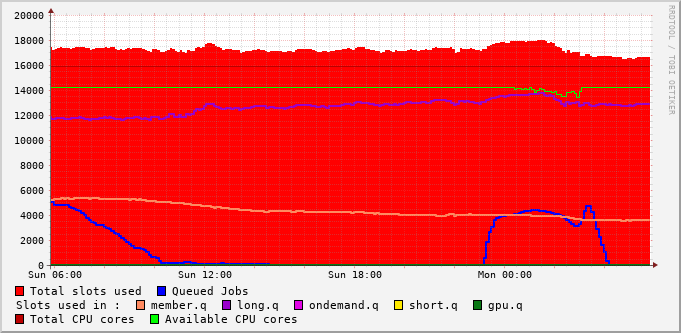 20000
18000
16000
14000
12000
10000
8000
6000
4000
2000
0
Sun 06:00 Sun 12:00 Sun 18:00 Mon 00:00
RRDTOOL / TOBI OETIKER
Total slots used Queued Jobs
Slots used in : member.q long.q ondemand.q short.q gpu.q
Total CPU cores Available CPU cores